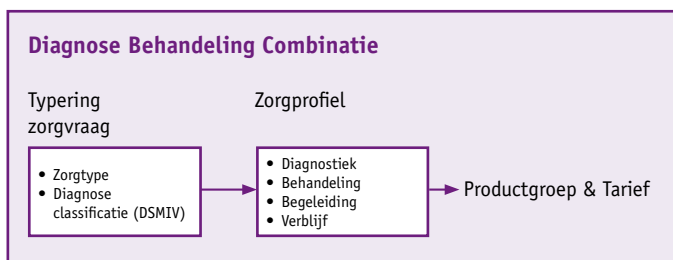 Diagnose Behandeling Combinatie
Typering
zorgvraag
• Zorgtype
• Diagnose
classificatie (DSMIV)
Zorgprofiel
• Diagnostiek
• Behandeling
• Begeleiding
• Verblijf
Productgroep & Tarief